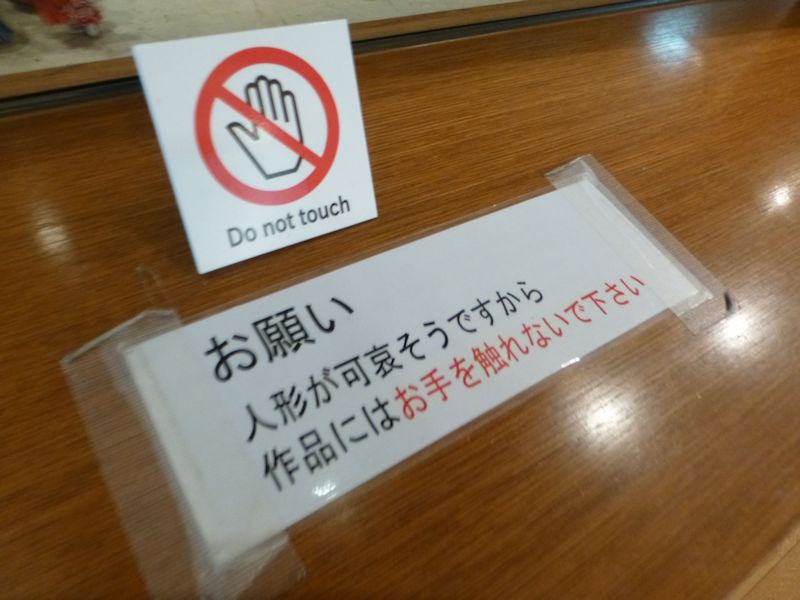 Do not touch
お願い
人形が可哀そうですから
作品にはお手を触れないで下さい